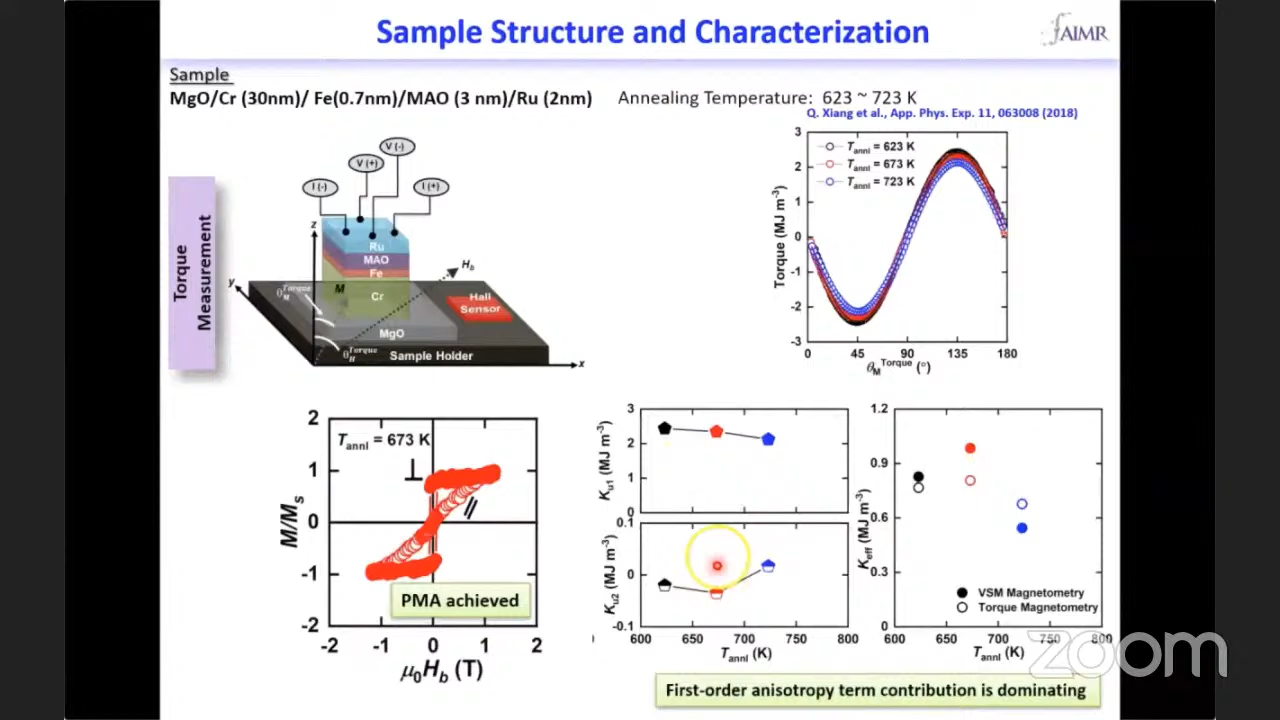 Sample Structure and Characterization
AIMR
Sample
MgO/Cr (30nm)/ Fe(0.7nm)/MAO (3 nm)/Ru (2nm)
Annealing Temperature: 623 ~ 723 K
Q. Xiang et al., App. Phys. Exp. 11, 063008 (2018)
Torque
Measurement
I (-)
V (+)
V (-)
I (+)
z
y
x
Ru
MAO
Fe
Cr
M
H_b
θ_M^Torque
θ_H^Torque
MgO
Hall
Sensor
Sample Holder
Torque (MJ m⁻³)
3
2
1
0
-1
-2
-3
T_annl = 623 K
T_annl = 673 K
T_annl = 723 K
0 45 90 135 180
θ_M^Torque (°)
M/M_s
2
1
0
-1
-2
T_annl = 673 K
⊥
//
PMA achieved
-2 -1 0 1 2
μ₀H_b (T)
K_u1 (MJ m⁻³)
3
2
1
0
K_u2 (MJ m⁻³)
0.1
0
-0.1
600 650 700 750 800
T_annl (K)
K_eff (MJ m⁻³)
1.2
0.9
0.6
0.3
0
VSM Magnetometry
Torque Magnetometry
600 650 700 750 800
T_annl (K)
zoom
First-order anisotropy term contribution is dominating